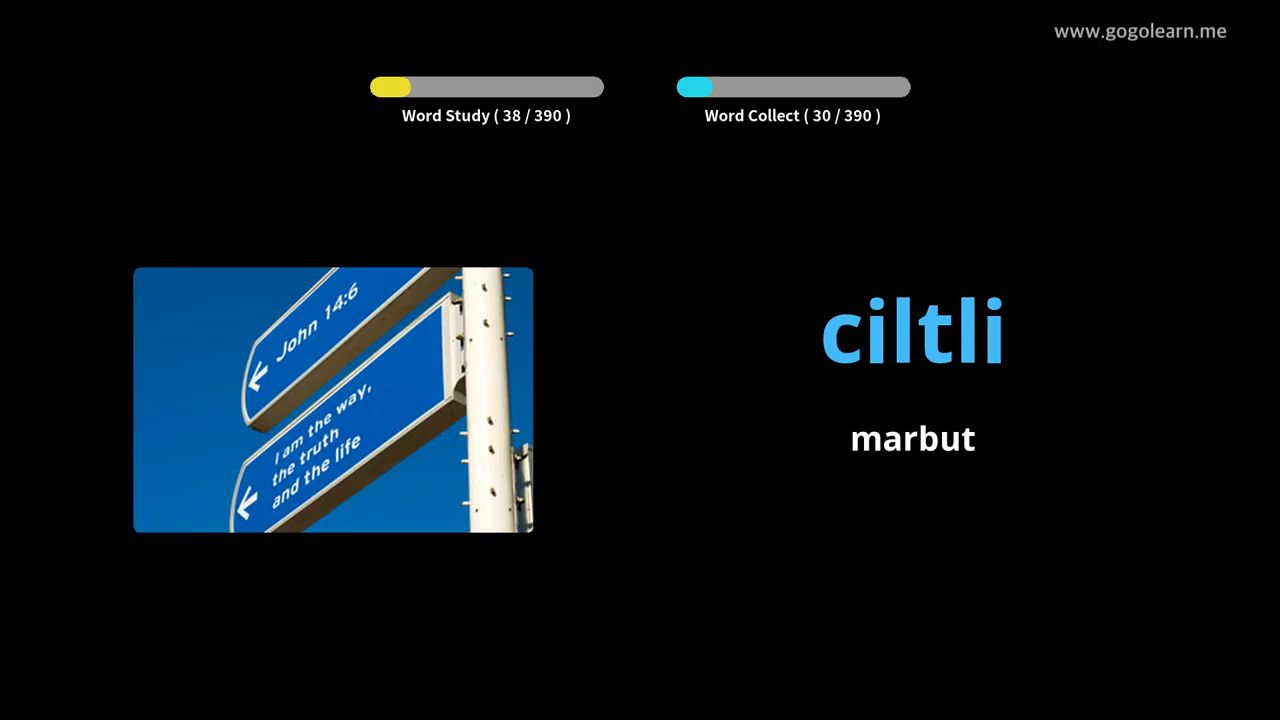 www.gogolearn.me
Word Study ( 38 / 390 )
Word Collect ( 30 / 390 )
John 14:6
I am the way,
the truth
and the life
ciltli
marbut